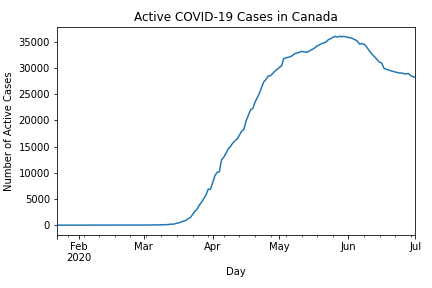 Active COVID-19 Cases in Canada
Number of Active Cases
35000
30000
25000
20000
15000
10000
5000
0
Feb Mar Apr May Jun Jul
2020
Day